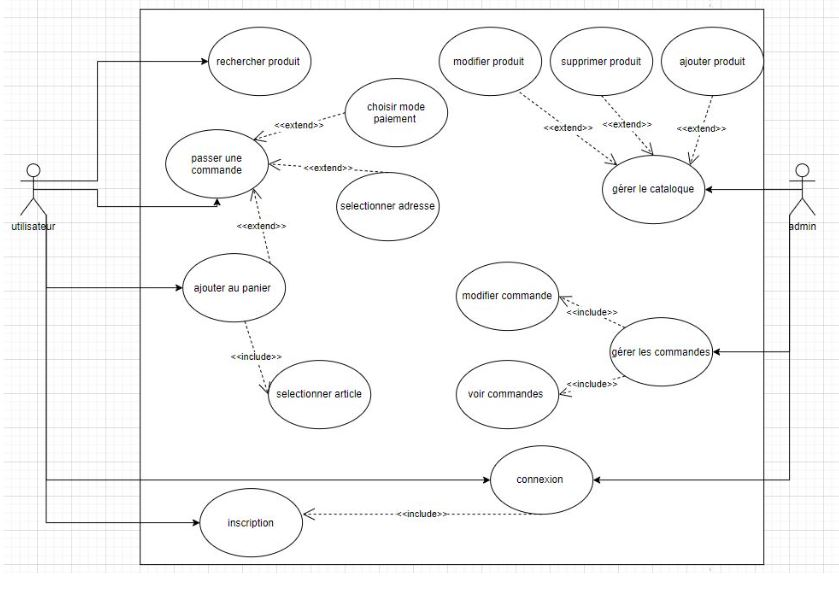 rechercher produit
modifier produit
supprimer produit
ajouter produit
choisir mode
paiement
<<extend>>
<<extend>>
<<extend>>
<<extend>>
passer une
commande
<<extend>>
gérer le cataloque
selectionner adresse
utilisateur
admin
<<extend>>
ajouter au panier
modifier commande
<<include>>
gérer les commandes
<<include>>
<<include>>
selectionner article
voir commandes
connexion
inscription
<<include>>